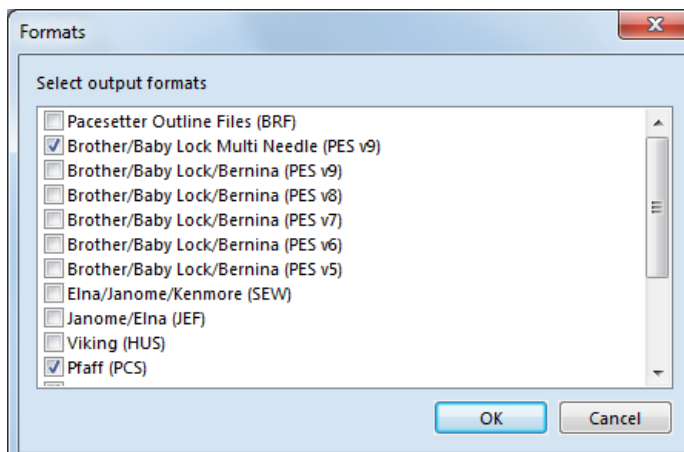 Formats
Select output formats
Pacesetter Outline Files (BRF)
Brother/Baby Lock Multi Needle (PES v9)
Brother/Baby Lock/Bernina (PES v9)
Brother/Baby Lock/Bernina (PES v8)
Brother/Baby Lock/Bernina (PES v7)
Brother/Baby Lock/Bernina (PES v6)
Brother/Baby Lock/Bernina (PES v5)
Elna/Janome/Kenmore (SEW)
Janome/Elna (JEF)
Viking (HUS)
Pfaff (PCS)
OK Cancel